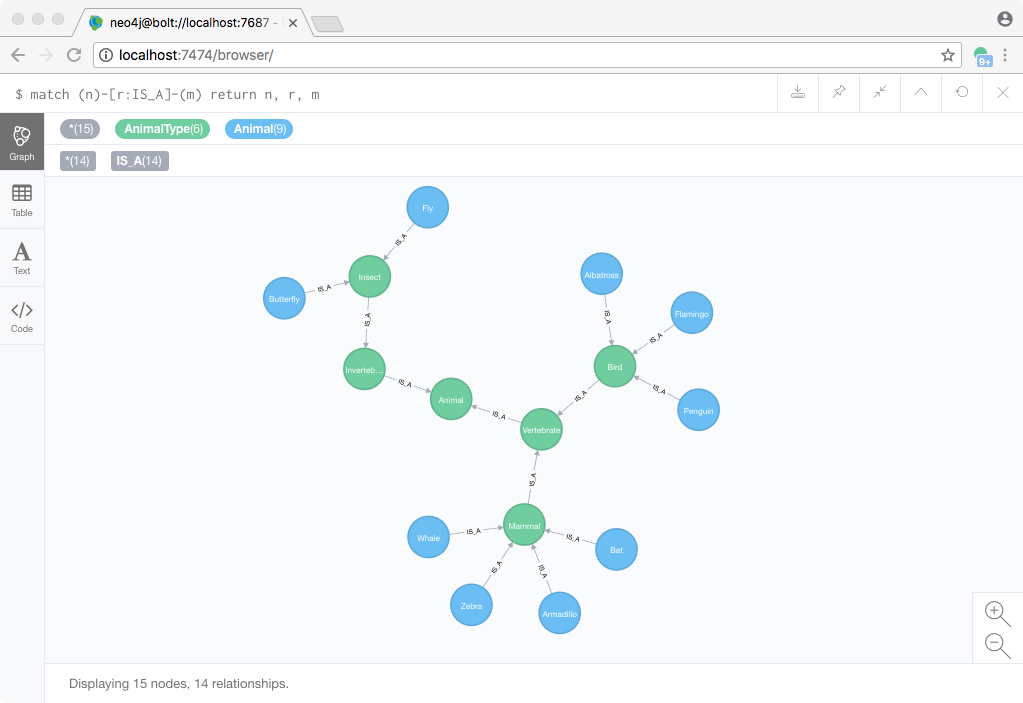 neo4j@bolt://localhost:7687 -
localhost:7474/browser/
9+
$ match (n)-[r:IS_A]-(m) return n, r, m
*(15) AnimalType(6) Animal(9)
*(14) IS_A(14)
Graph
Table
Text
Code
Fly
IS_A
Insect
Butterfly
IS_A
IS_A
Inverteb...
IS_A
Animal
IS_A
Vertebrate
Albatross
IS_A
Flamingo
IS_A
Bird
IS_A
Penguin
IS_A
IS_A
Mammal
Whale
IS_A
IS_A
Bat
Zebra
IS_A
IS_A
Armadillo
Displaying 15 nodes, 14 relationships.